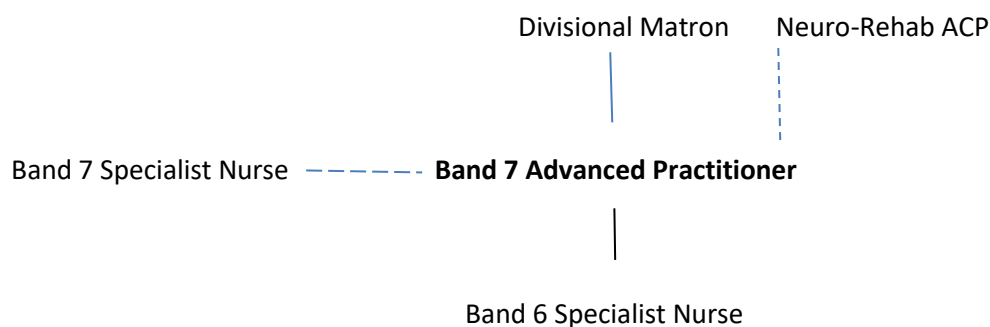 Divisional Matron Neuro-Rehab ACP
Band 7 Specialist Nurse Band 7 Advanced Practitioner
Band 6 Specialist Nurse